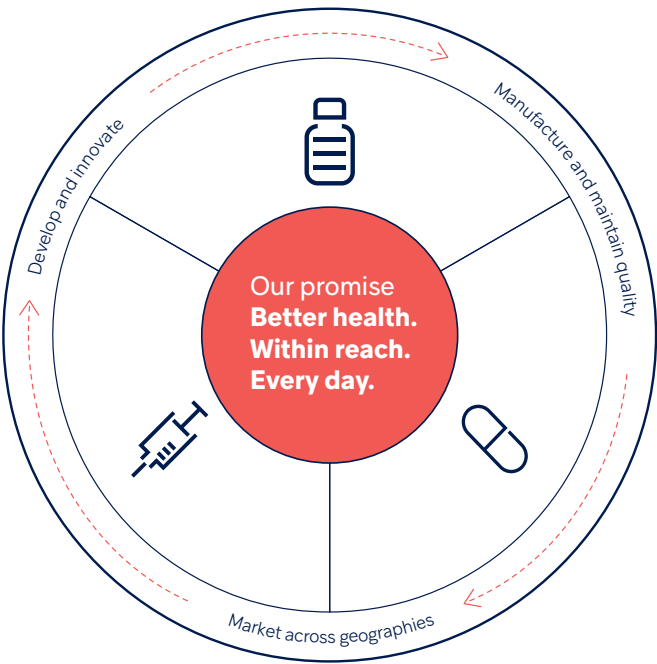 Develop and innovate
Manufacture and maintain quality
Our promise
Better health.
Within reach.
Every day.
Market across geographies